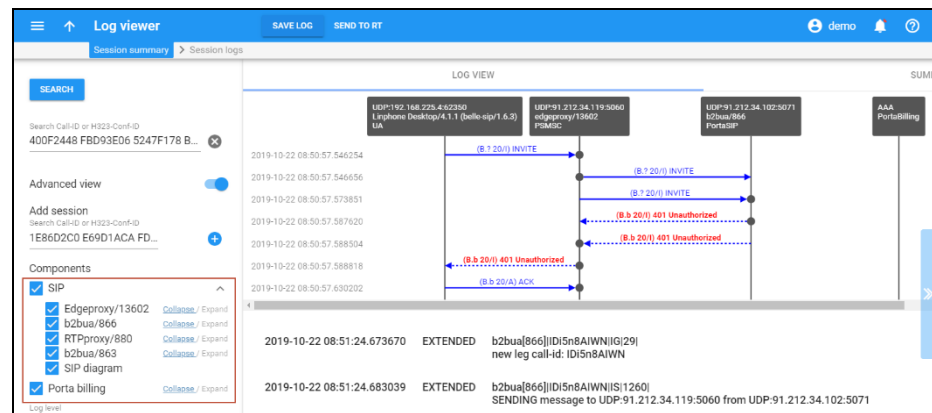 Log viewer
SAVE LOG
SEND TO RT
demo
Session summary > Session logs
SEARCH
Search Call-ID or H323-Conf-ID
400F2448 FBD93E06 5247F178 B...
Advanced view
Add session
Search Call-ID or H323-Conf-ID
1E86D2C0 E69D1ACA FD...
Components
SIP
Edgeproxy/13602 Collapse / Expand
b2bua/866 Collapse / Expand
RTPproxy/880 Collapse / Expand
b2bua/863 Collapse / Expand
SIP diagram
Porta billing Collapse / Expand
Log level
LOG VIEW
SUM
UDP:192.168.225.4:62350
Linphone Desktop/4.1.1 (belle-sip/1.6.3)
UA
UDP:91.212.34.119:5060
edgeproxy/13602
PSMSC
UDP:91.212.34.102:5071
b2bua/866
PortaSIP
AAA
PortaBilling
2019-10-22 08:50:57.546254 (B.? 20/I) INVITE
2019-10-22 08:50:57.546656 (B.? 20/I) INVITE
2019-10-22 08:50:57.573851 (B.? 20/I) INVITE
2019-10-22 08:50:57.587620 (B.b 20/I) 401 Unauthorized
2019-10-22 08:50:57.588504 (B.b 20/I) 401 Unauthorized
2019-10-22 08:50:57.588818 (B.b 20/I) 401 Unauthorized
2019-10-22 08:50:57.630202 (B.b 20/A) ACK
2019-10-22 08:51:24.673670 EXTENDED b2bua[866]|IDi5n8AIWN|IG|29|
new leg call-id: IDi5n8AIWN
2019-10-22 08:51:24.683039 EXTENDED b2bua[866]|IDi5n8AIWN|IS|1260|
SENDING message to UDP:91.212.34.119:5060 from UDP:91.212.34.102:5071